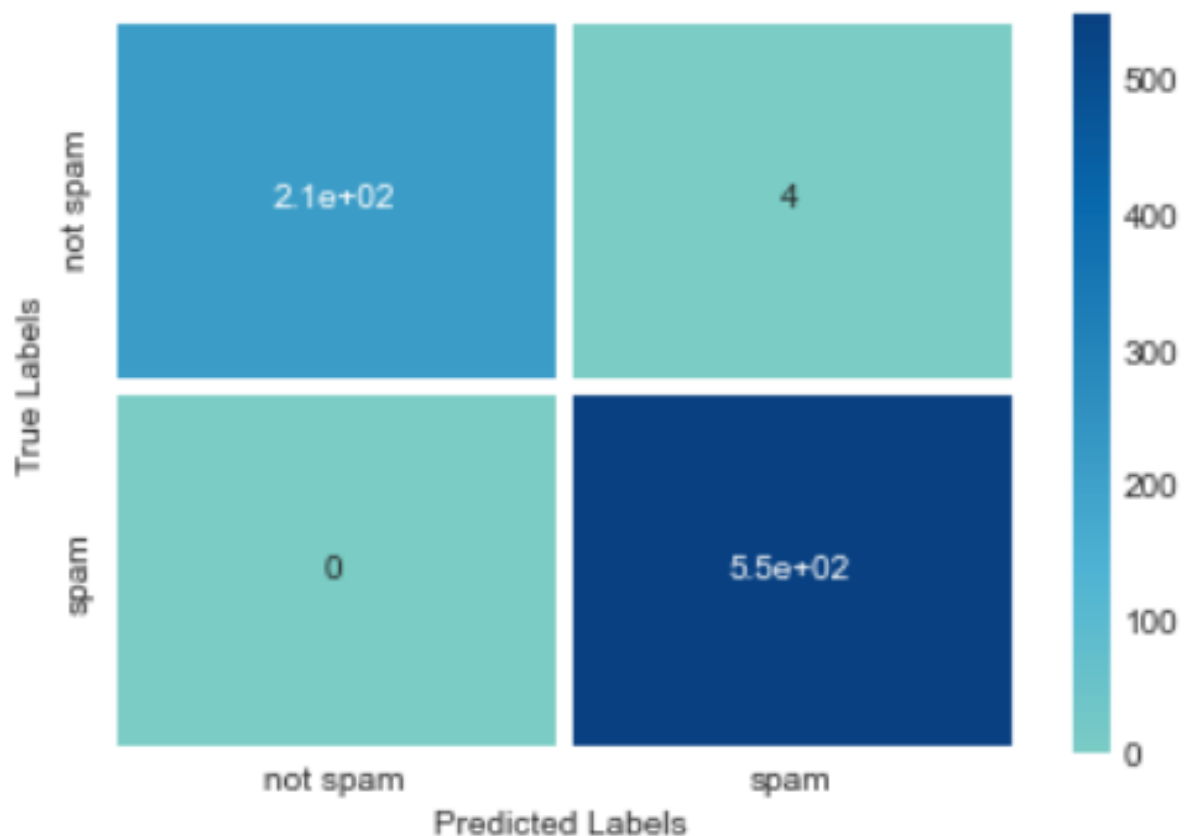 not spam
2.1e+02
4
True Labels
spam
0
5.5e+02
not spam
spam
Predicted Labels
500
400
300
200
100
0